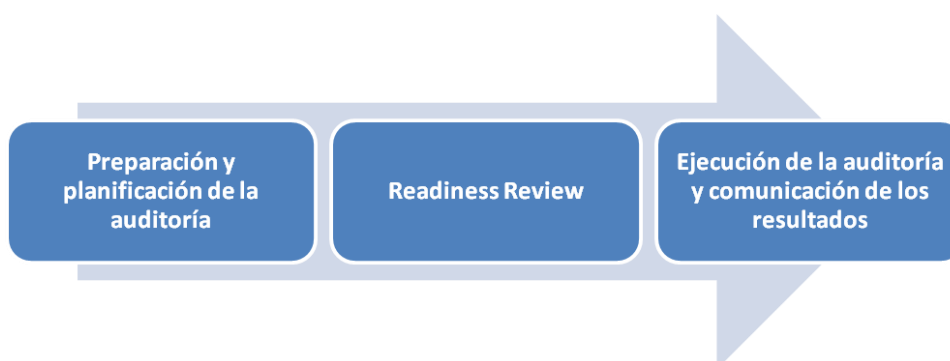 Preparación y
planificación de la
auditoría
Readiness Review
Ejecución de la auditoría
y comunicación de los
resultados